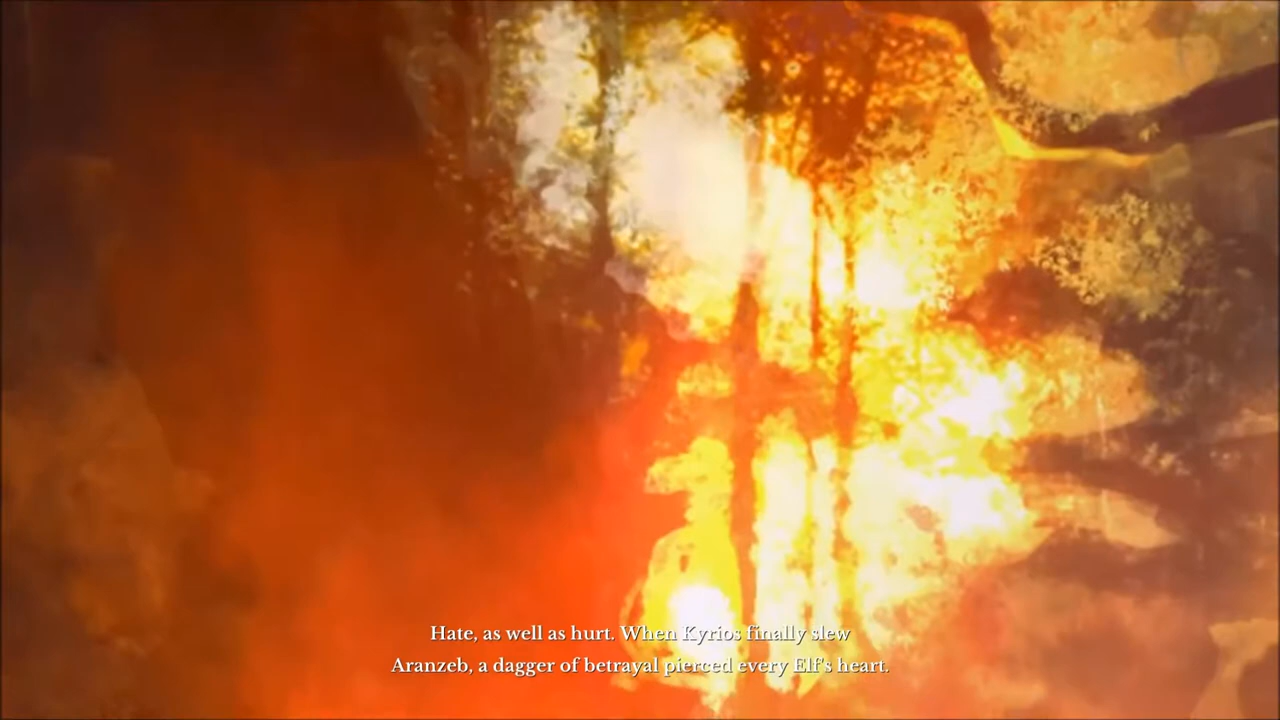 Hate, as well as hurt. When Kyrios finally slew
Aranzeb, a dagger of betrayal pierced every Elf's heart.